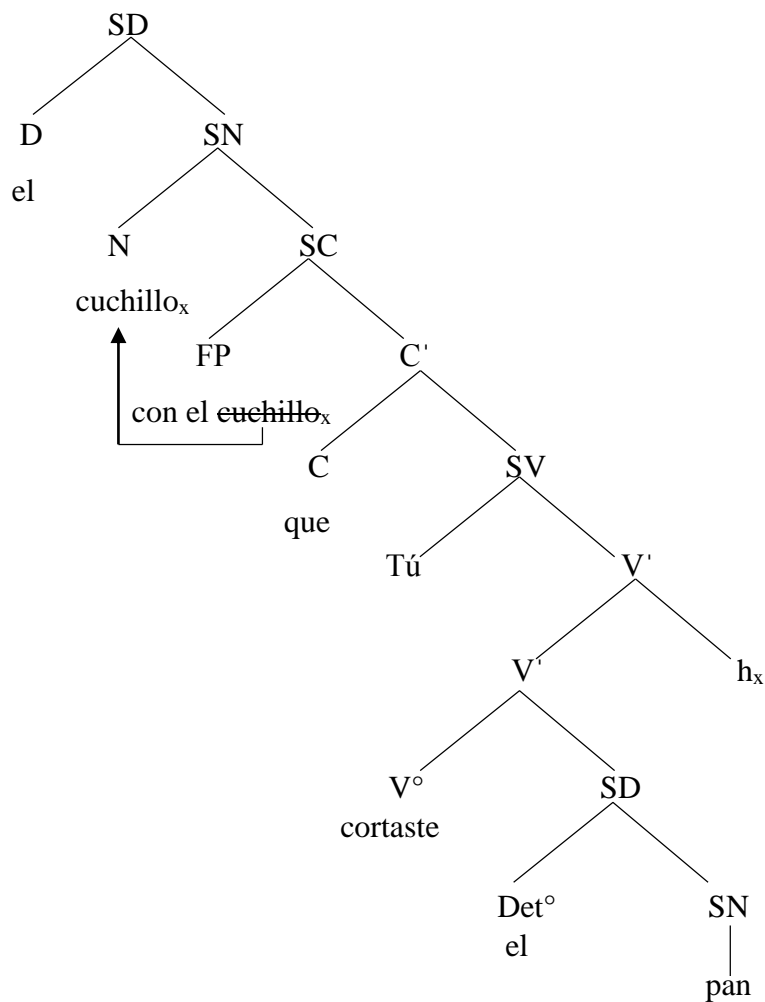 SD
D SN
el
N SC
cuchilloₓ
FP C'
con el cuchilloₓ
C SV
que
Tú V'
V' hₓ
V° SD
cortaste
Det° SN
el
pan